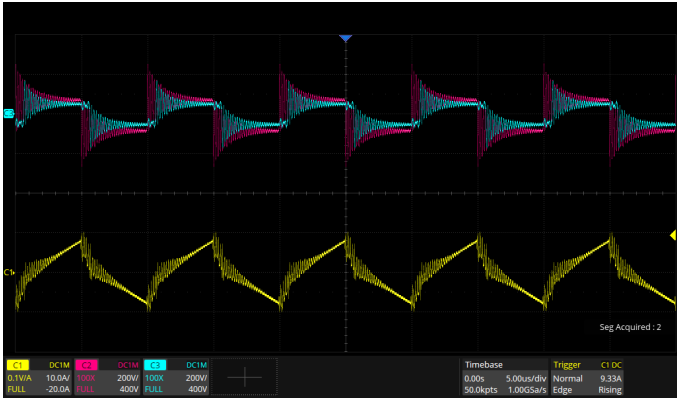 C3
C1
Seg Acquired : 2
C1 DC1M C2 DC1M C3 DC1M Timebase Trigger C1 DC
0.1V/A 10.0A/ 100X 200V/ 100X 200V/ 0.00s 5.00us/div Normal 9.33A
FULL -20.0A FULL 400V FULL 400V 50.0kpts 1.00GSa/s Edge Rising